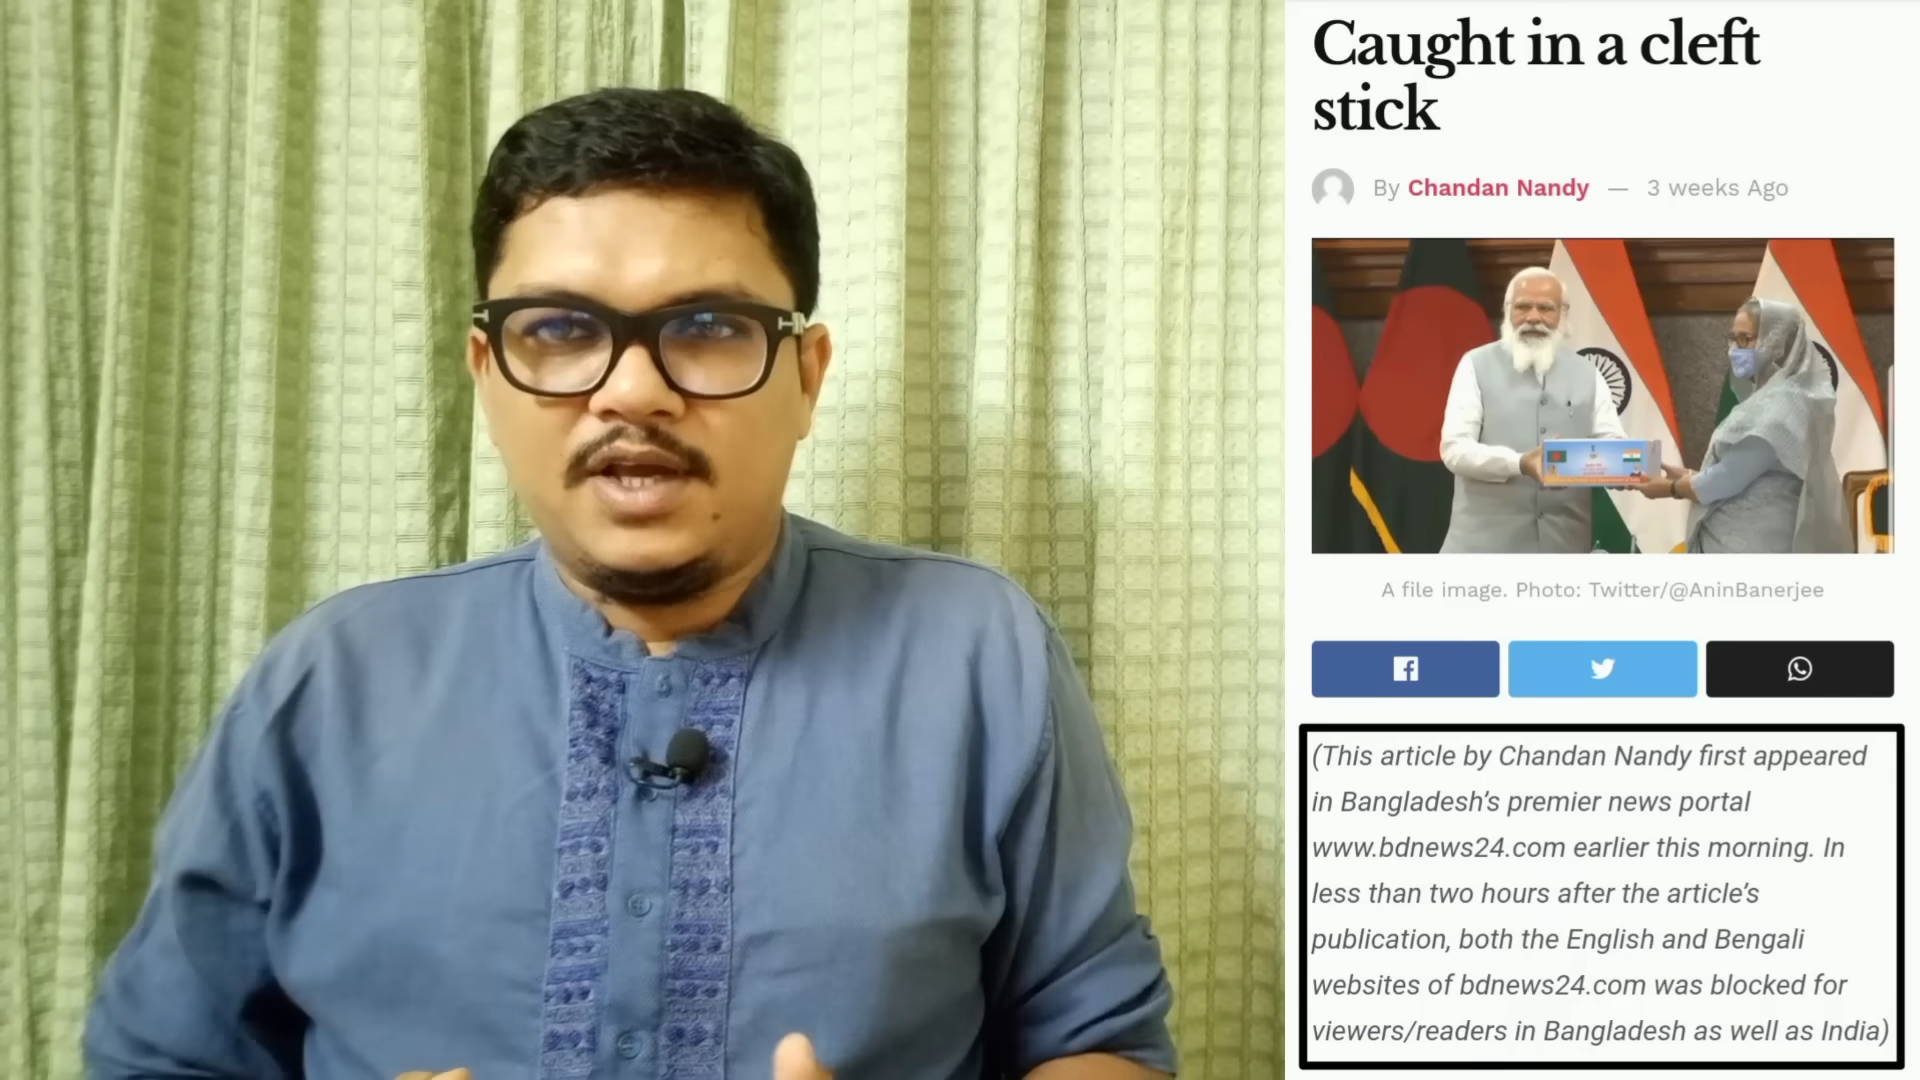 Caught in a cleft
stick
By Chandan Nandy — 3 weeks Ago
A file image. Photo: Twitter/@AninBanerjee
(This article by Chandan Nandy first appeared
in Bangladesh’s premier news portal
www.bdnews24.com earlier this morning. In
less than two hours after the article’s
publication, both the English and Bengali
websites of bdnews24.com was blocked for
viewers/readers in Bangladesh as well as India)